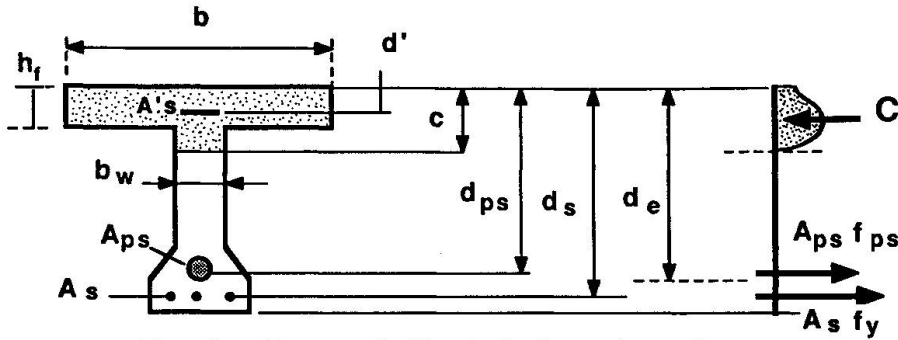 b
d'
h_f
A's
c
C
b_w
d_ps
d_s
d_e
A_ps
A_ps f_ps
A_s
A_s f_y